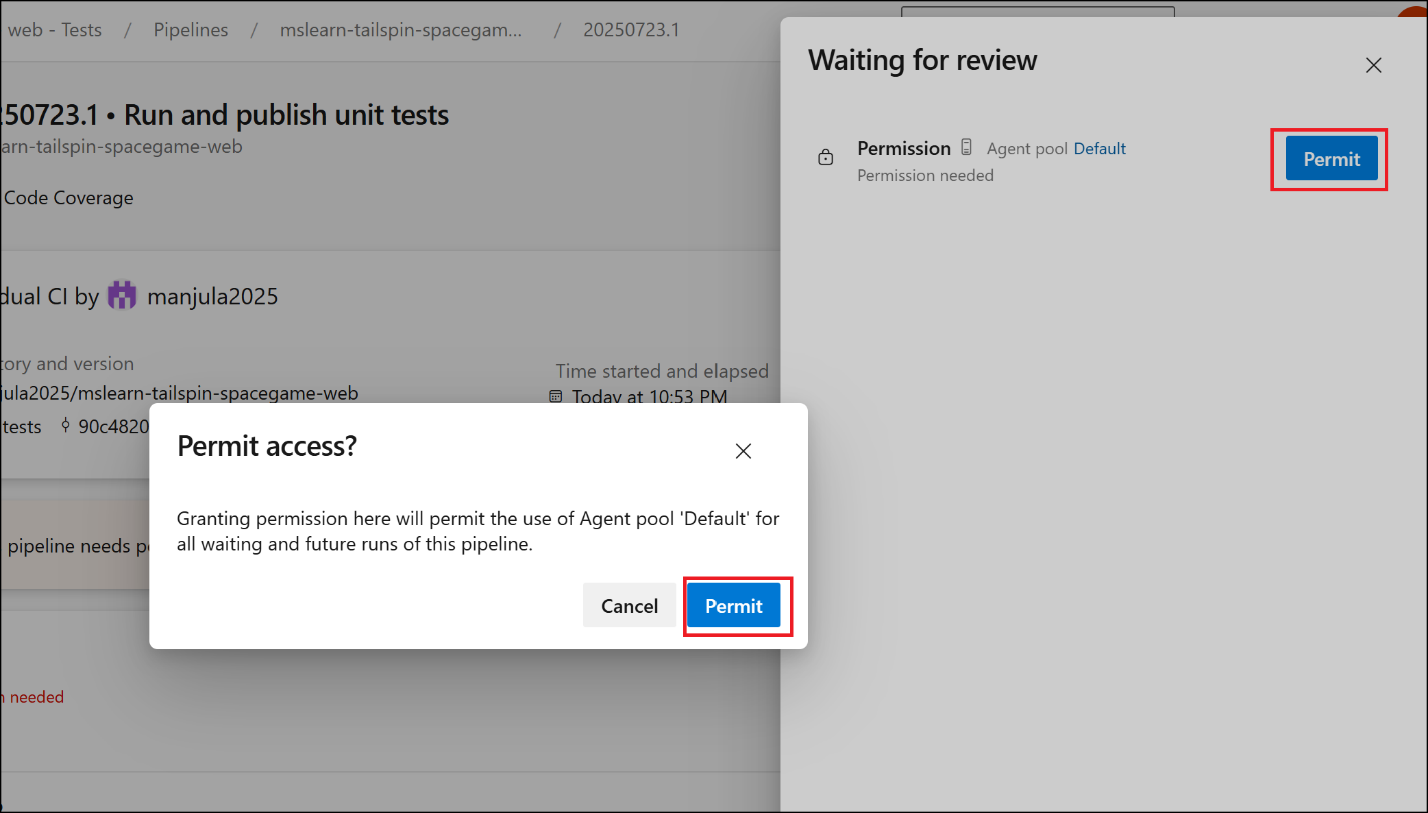 web - Tests / Pipelines / mslearn-tailspin-spacegam... / 20250723.1
Waiting for review
250723.1 • Run and publish unit tests
arn-tailspin-spacegame-web
Code Coverage
Permission Agent pool Default
Permission needed
Permit
dual CI by manjula2025
tory and version
jula2025/mslearn-tailspin-spacegame-web
tests 90c4820
Time started and elapsed
Today at 10:53 PM
Permit access?
Granting permission here will permit the use of Agent pool 'Default' for
all waiting and future runs of this pipeline.
Cancel Permit
pipeline needs pe
n needed